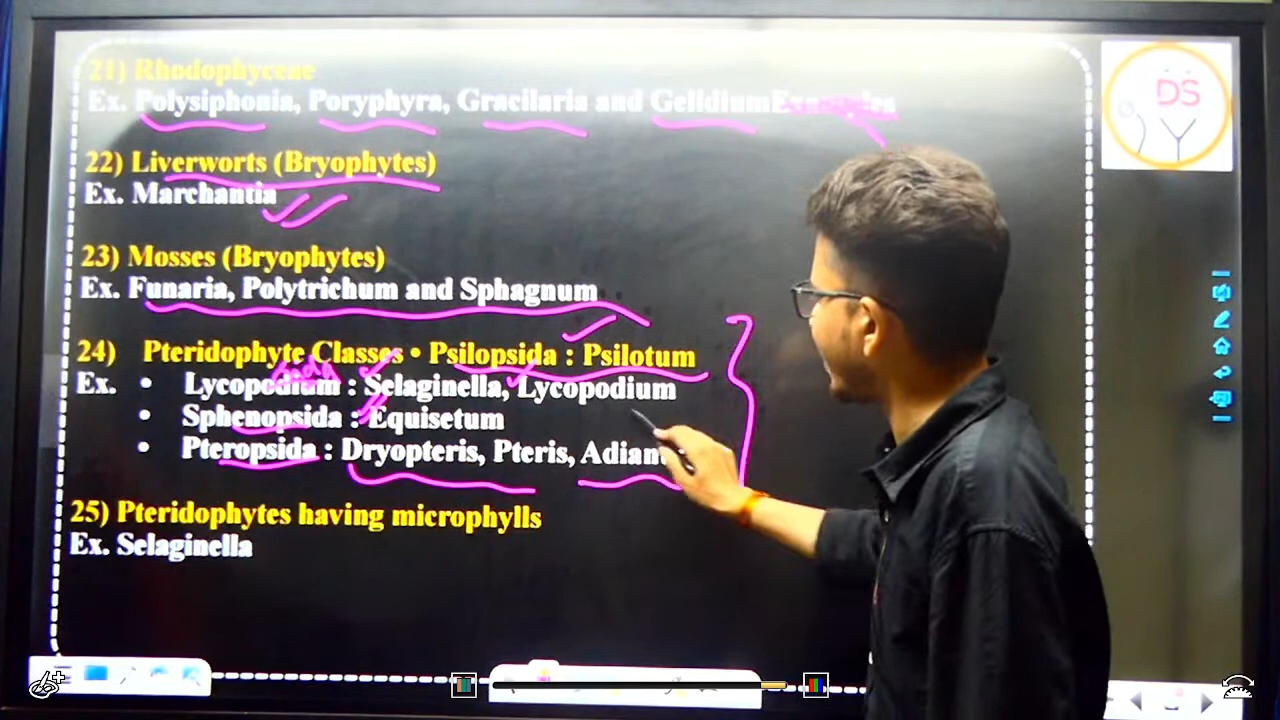 21) Rhodophyceae
Ex. Polysiphonia, Poryphyra, Gracilaria and GelidiumExamples
22) Liverworts (Bryophytes)
Ex. Marchantia
23) Mosses (Bryophytes)
Ex. Funaria, Polytrichum and Sphagnum
24) Pteridophyte Classes • Psilopsida : Psilotum
Ex. • Lycopodium : Selaginella, Lycopodium
• Sphenopsida : Equisetum
• Pteropsida : Dryopteris, Pteris,
25) Pteridophytes having microphylls
Ex. Selaginella
DS